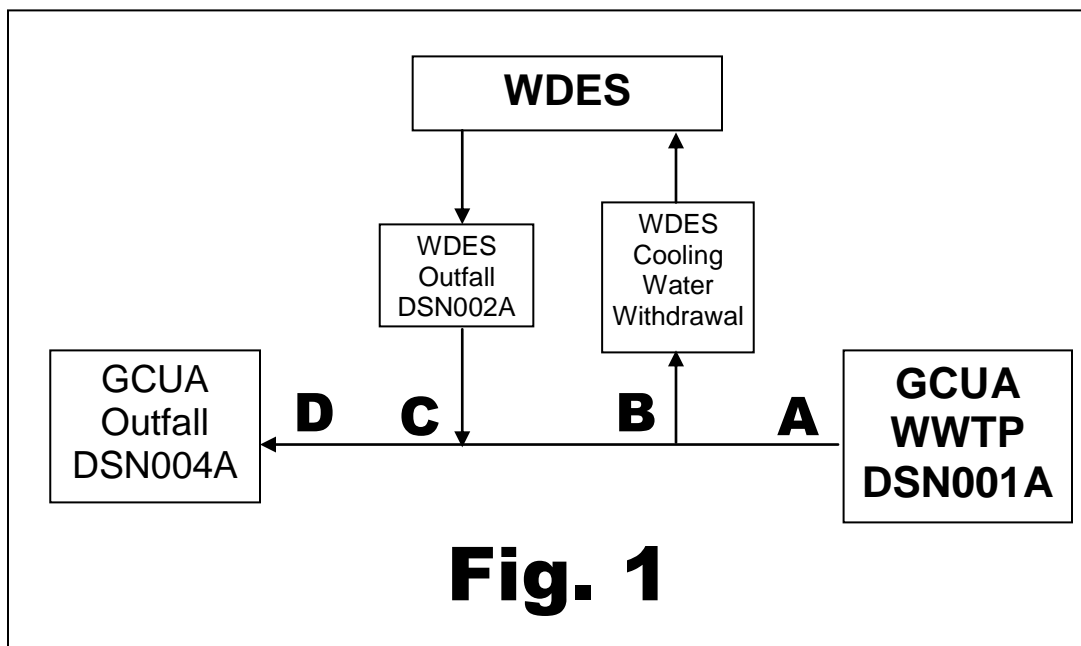 WDES
WDES
Outfall
DSN002A
WDES
Cooling
Water
Withdrawal
GCUA
Outfall
DSN004A
D
C
B
A
GCUA
WWTP
DSN001A
Fig. 1